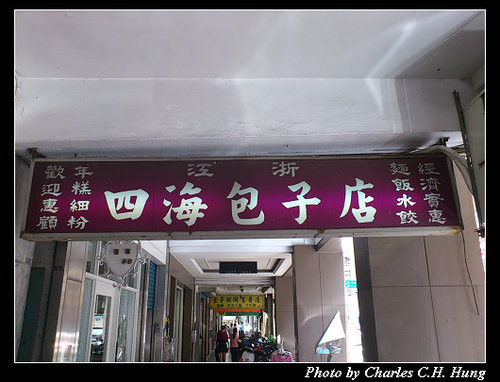 江浙
四海包子店
經濟實惠
麵飯水餃
年糕細粉
歡迎惠顧
Photo by Charles C.H. Hung